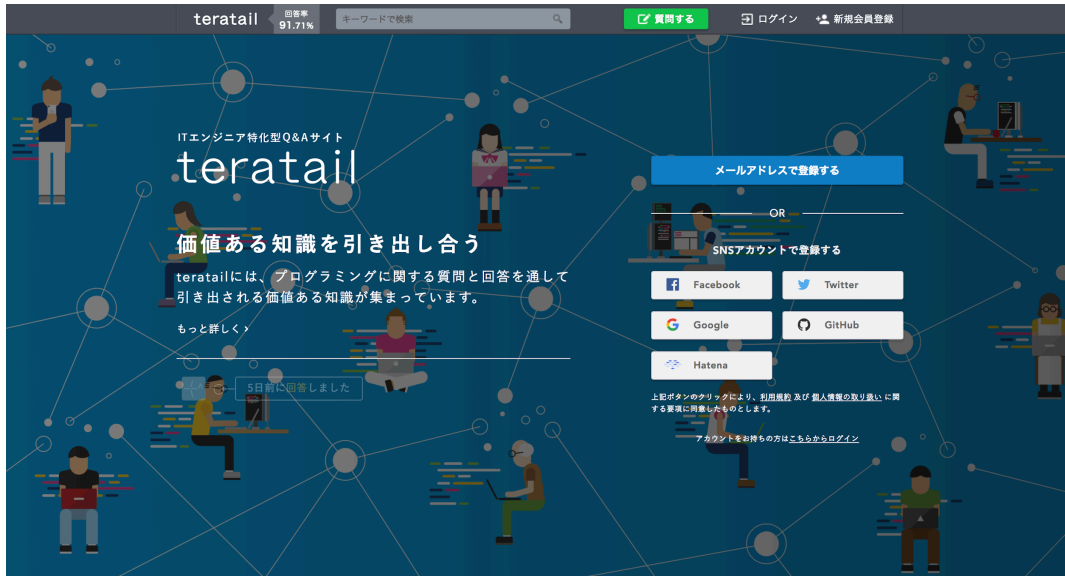 teratail
回答率
91.71%
キーワードで検索
質問する
ログイン
新規会員登録
ITエンジニア特化型Q&Aサイト
teratail
価値ある知識を引き出し合う
teratailには、プログラミングに関する質問と回答を通して
引き出される価値ある知識が集まっています。
もっと詳しく ›
5日前に回答しました
メールアドレスで登録する
OR
SNSアカウントで登録する
Facebook
Twitter
Google
GitHub
Hatena
上記ボタンのクリックにより、利用規約 及び 個人情報の取り扱い に関
する要項に同意したものとします。
アカウントをお持ちの方はこちらからログイン